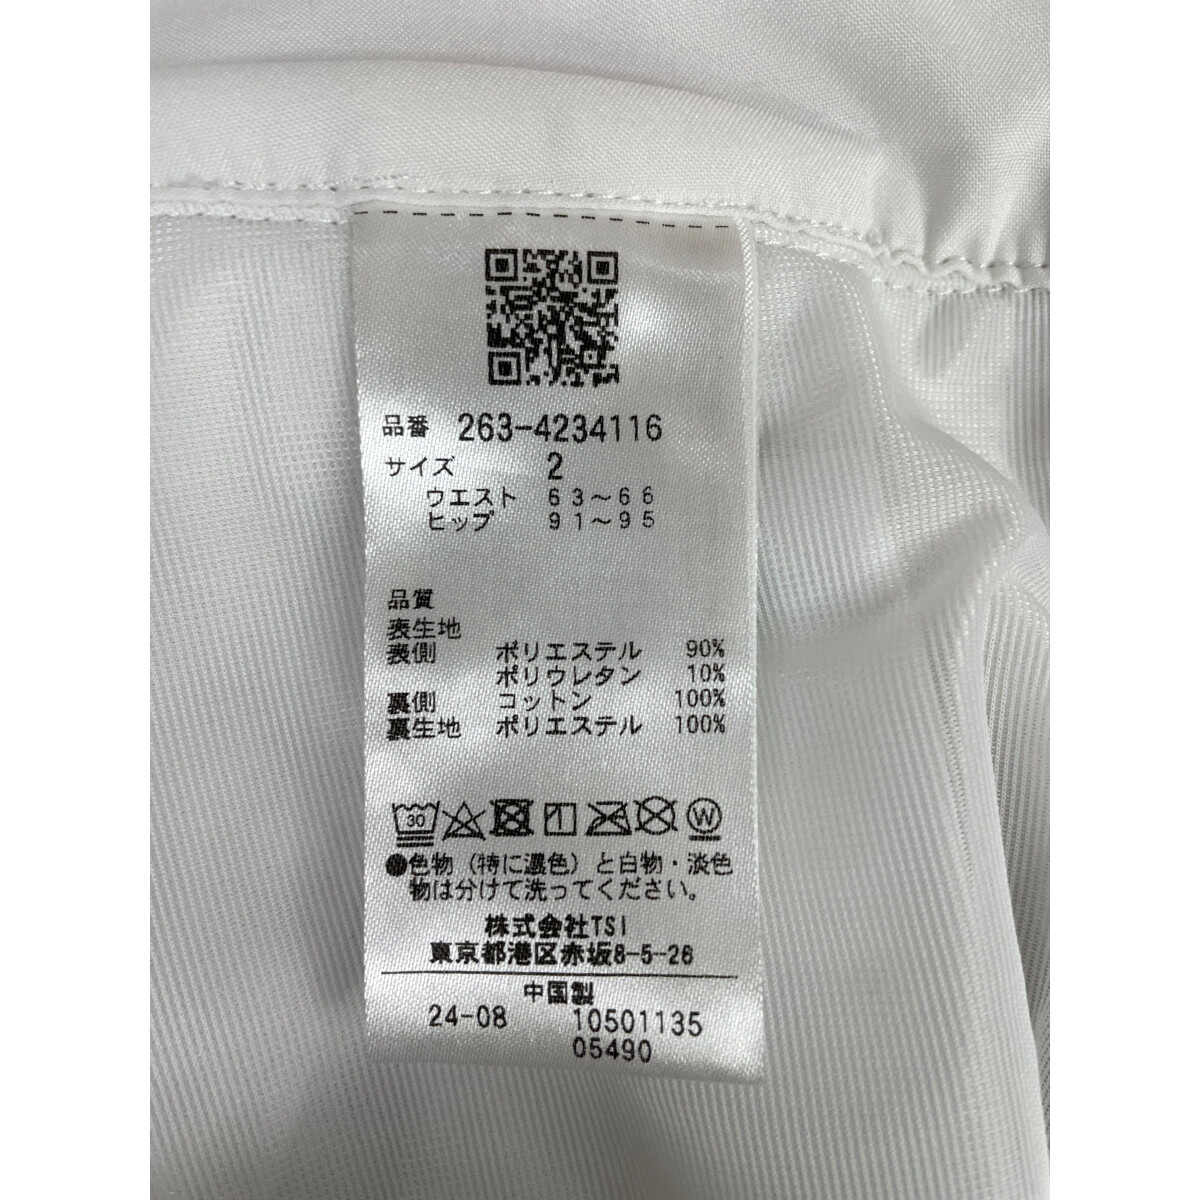 品番 263-4234116
サイズ 2
ウエスト 63~66
ヒップ 91~95
品質
表生地
表側 ポリエステル 90%
ポリウレタン 10%
裏側 コットン 100%
裏生地 ポリエステル 100%
30 W
●色物(特に濃色)と白物・淡色
物は分けて洗ってください。
株式会社TSI
東京都港区赤坂8-5-26
中国製
24-08 10501135
05490